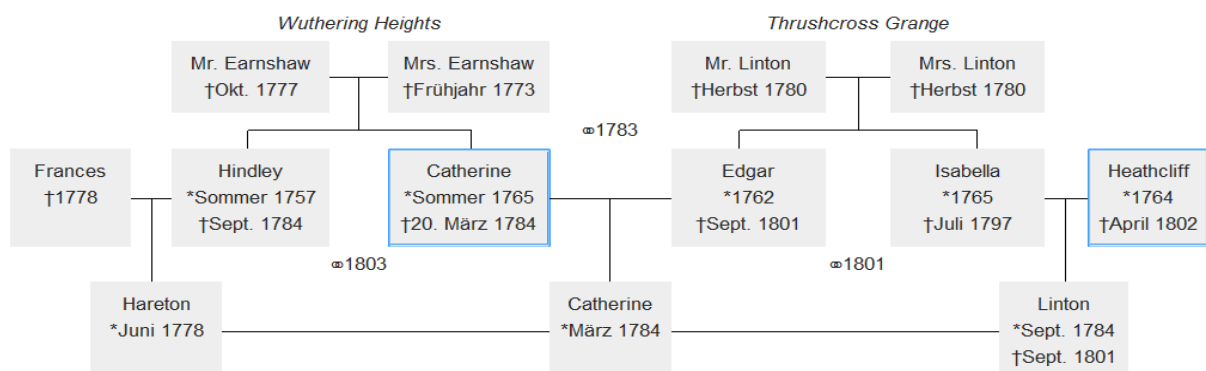 Wuthering Heights
Thrushcross Grange
Mr. Earnshaw
†Okt. 1777
Mrs. Earnshaw
†Frühjahr 1773
Mr. Linton
†Herbst 1780
Mrs. Linton
†Herbst 1780
⚭1783
Frances
†1778
Hindley
*Sommer 1757
†Sept. 1784
Catherine
*Sommer 1765
†20. März 1784
Edgar
*1762
†Sept. 1801
Isabella
*1765
†Juli 1797
Heathcliff
*1764
†April 1802
⚭1803
⚭1801
Hareton
*Juni 1778
Catherine
*März 1784
Linton
*Sept. 1784
†Sept. 1801